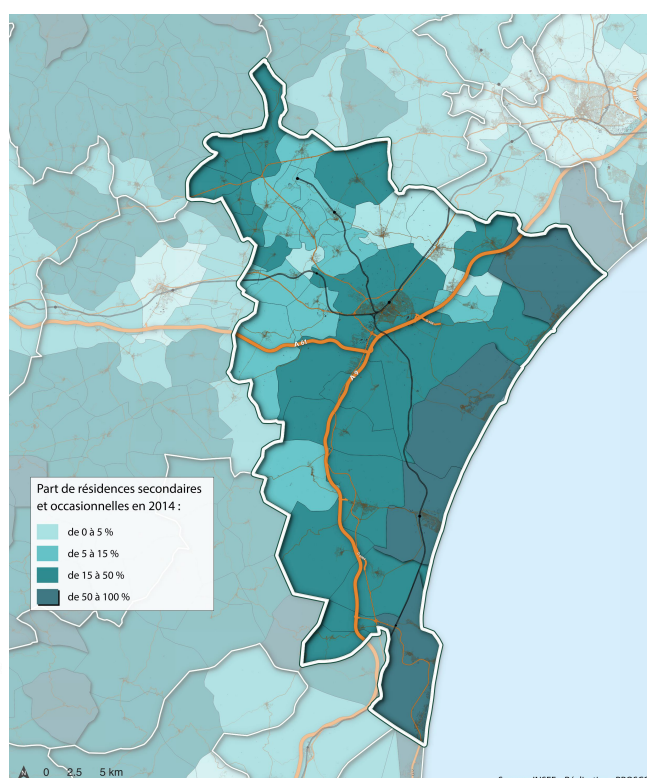 A 61
A 9
Part de résidences secondaires
et occasionnelles en 2014 :
de 0 à 5 %
de 5 à 15 %
de 15 à 50 %
de 50 à 100 %
0 2,5 5 km